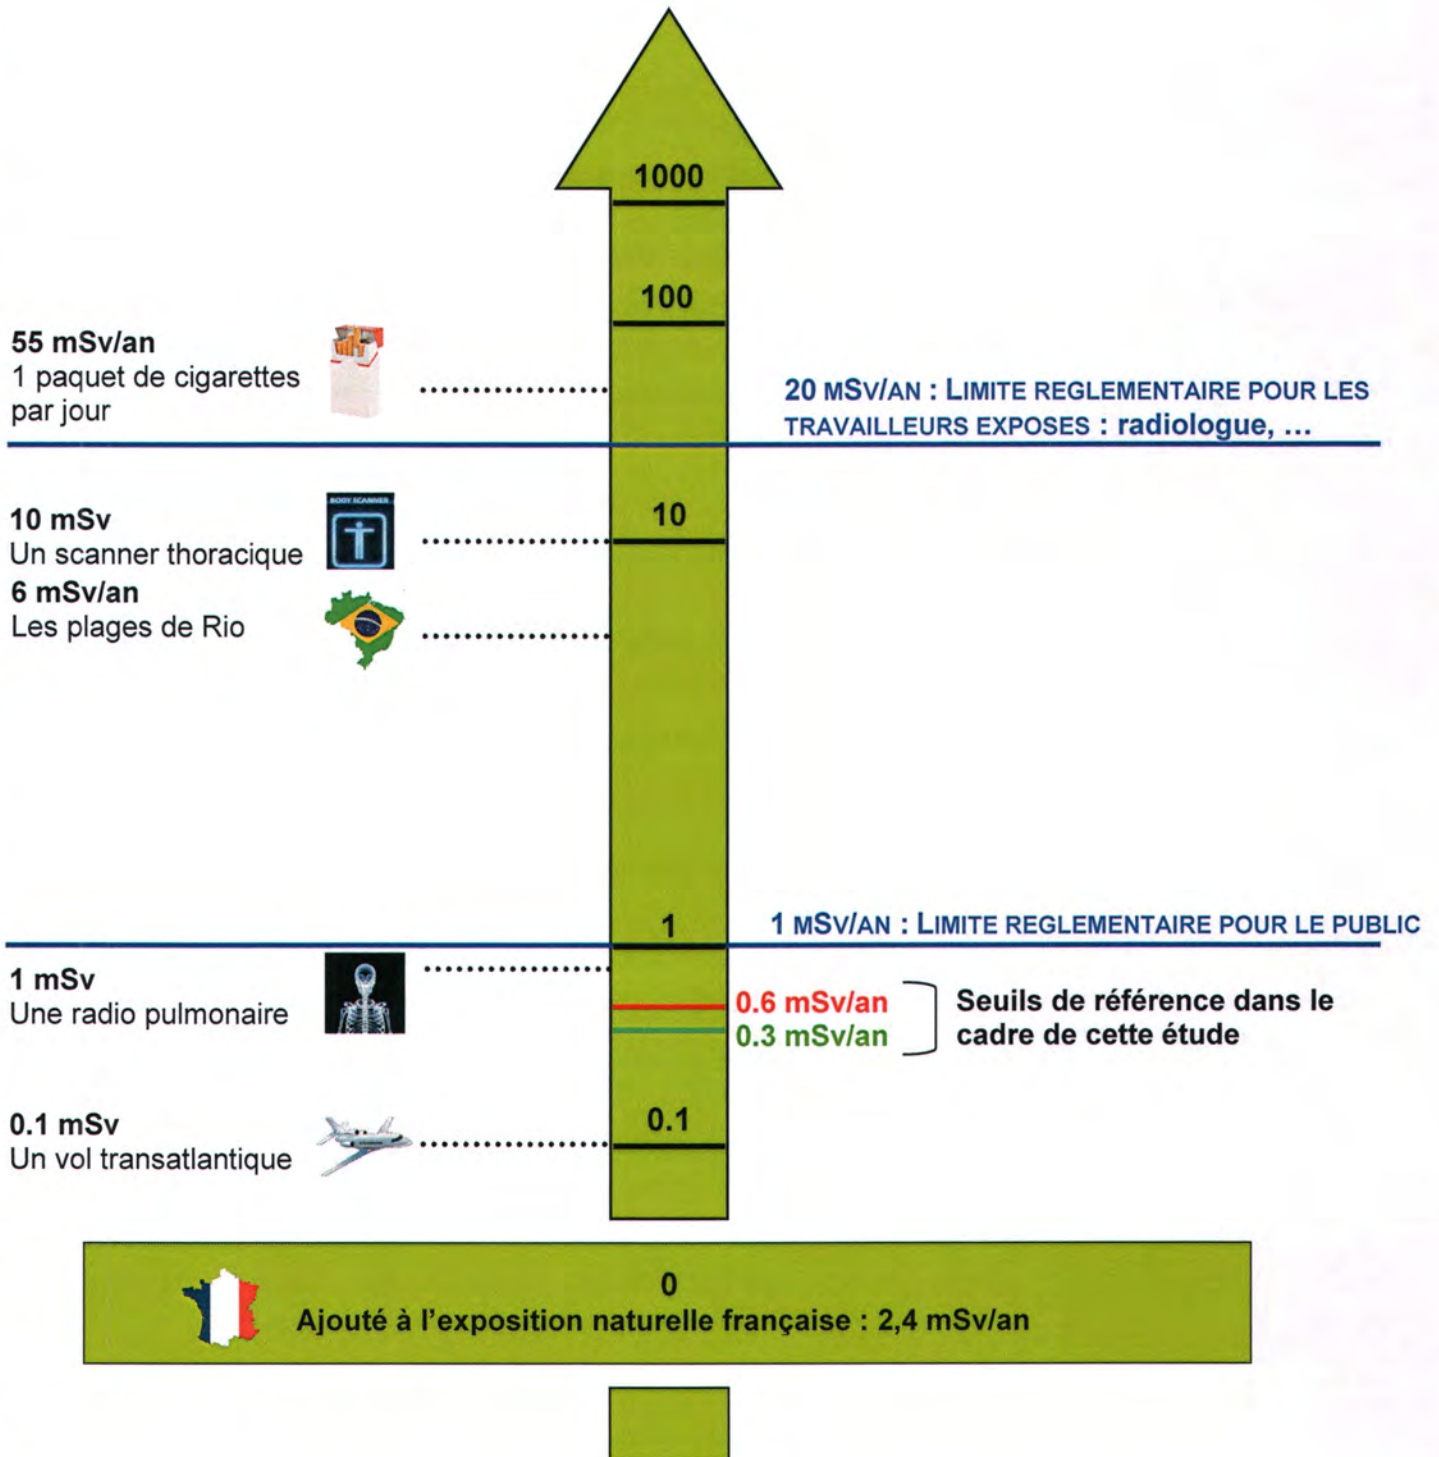 1000
100
55 mSv/an
1 paquet de cigarettes
par jour
20 MSV/AN : LIMITE REGLEMENTAIRE POUR LES
TRAVAILLEURS EXPOSES : radiologue, ...
BODY SCANNER
10 mSv
Un scanner thoracique
10
6 mSv/an
Les plages de Rio
1
1 MSV/AN : LIMITE REGLEMENTAIRE POUR LE PUBLIC
1 mSv
Une radio pulmonaire
0.6 mSv/an
0.3 mSv/an
Seuils de référence dans le
cadre de cette étude
0.1 mSv
Un vol transatlantique
0.1
0
Ajouté à l'exposition naturelle française : 2,4 mSv/an